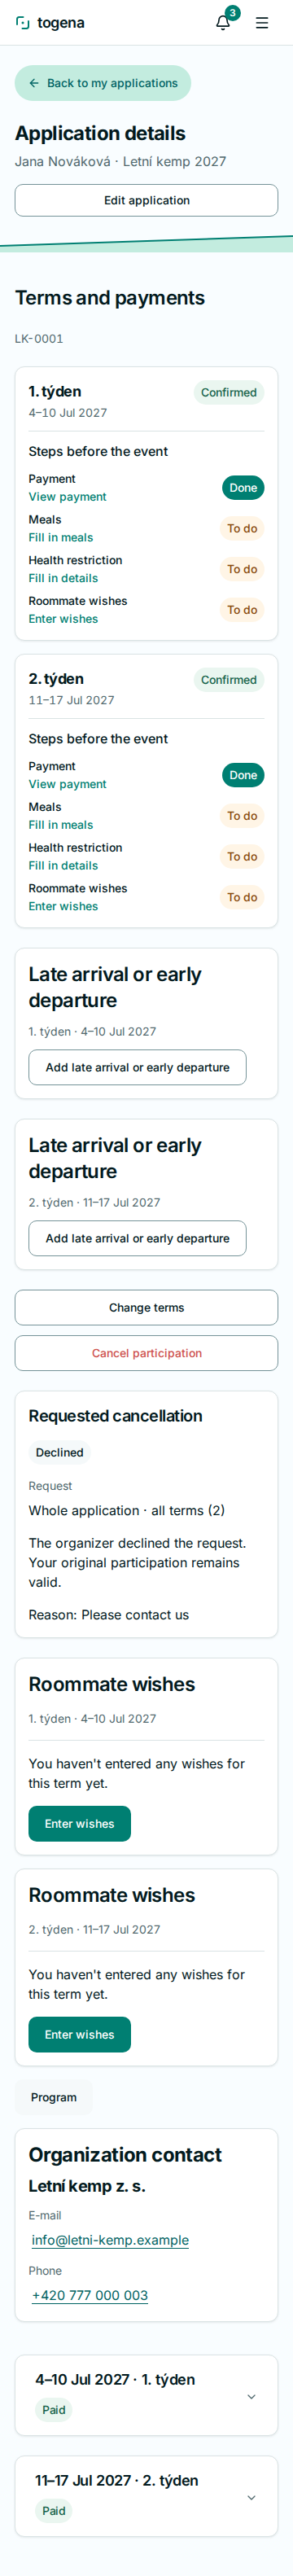 togena
3
Back to my applications
Application details
Jana Nováková · Letní kemp 2027
Edit application
Terms and payments
LK-0001
1. týden
Confirmed
4–10 Jul 2027
Steps before the event
Payment
View payment
Done
Meals
Fill in meals
To do
Health restriction
Fill in details
To do
Roommate wishes
Enter wishes
To do
2. týden
Confirmed
11–17 Jul 2027
Steps before the event
Payment
View payment
Done
Meals
Fill in meals
To do
Health restriction
Fill in details
To do
Roommate wishes
Enter wishes
To do
Late arrival or early
departure
1. týden · 4–10 Jul 2027
Add late arrival or early departure
Late arrival or early
departure
2. týden · 11–17 Jul 2027
Add late arrival or early departure
Change terms
Cancel participation
Requested cancellation
Declined
Request
Whole application · all terms (2)
The organizer declined the request.
Your original participation remains
valid.
Reason: Please contact us
Roommate wishes
1. týden · 4–10 Jul 2027
You haven't entered any wishes for
this term yet.
Enter wishes
Roommate wishes
2. týden · 11–17 Jul 2027
You haven't entered any wishes for
this term yet.
Enter wishes
Program
Organization contact
Letní kemp z. s.
E-mail
info@letni-kemp.example
Phone
+420 777 000 003
4–10 Jul 2027 · 1. týden
Paid
11–17 Jul 2027 · 2. týden
Paid